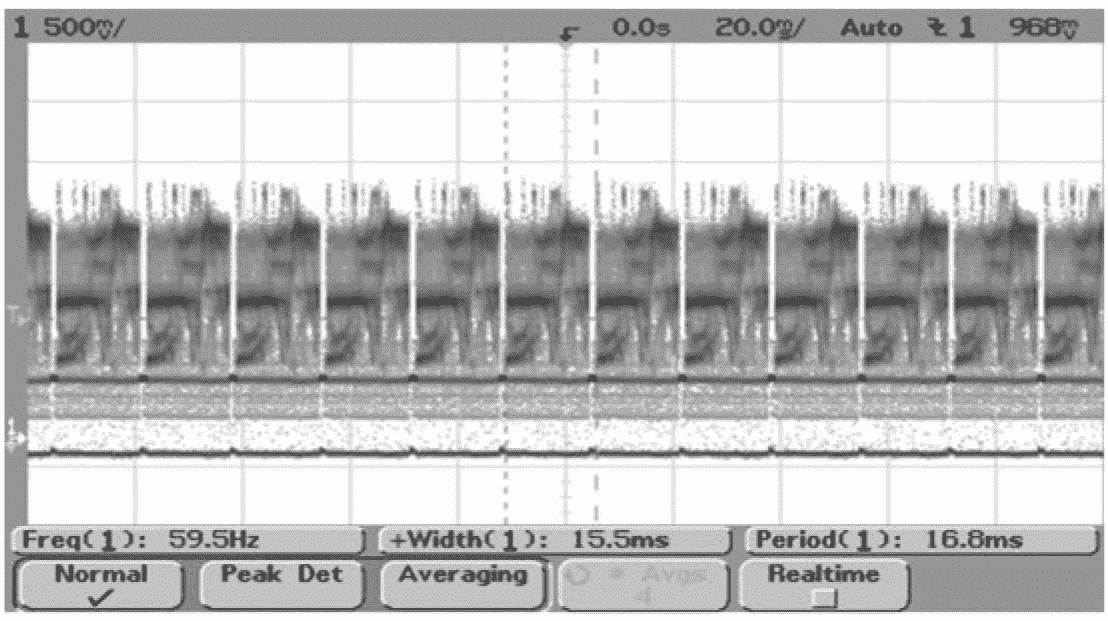 1 500mV/ 0.0s 20.0ms/ Auto 1 968mV
T
1
Freq(1): 59.5Hz +Width(1): 15.5ms Period(1): 16.8ms
Normal Peak Det Averaging # Avgs Realtime
4